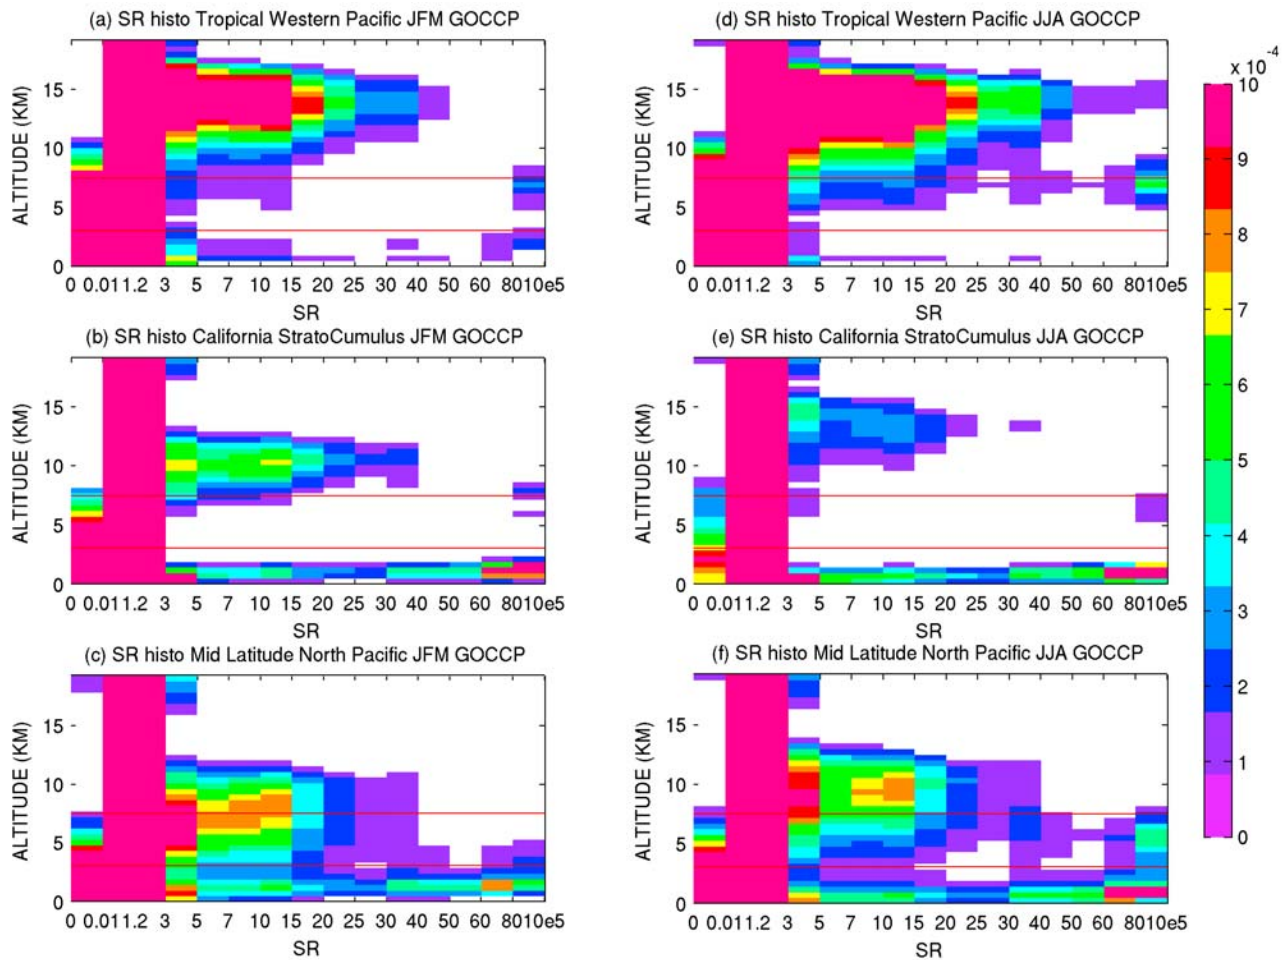 (a) SR histo Tropical Western Pacific JFM GOCCP
ALTITUDE (KM)
15
10
5
0
0 0.011.2 3 5 7 10 15 20 25 30 40 50 60 8010e5
SR
(d) SR histo Tropical Western Pacific JJA GOCCP
ALTITUDE (KM)
15
10
5
0
0 0.011.2 3 5 7 10 15 20 25 30 40 50 60 8010e5
SR
(b) SR histo California StratoCumulus JFM GOCCP
ALTITUDE (KM)
15
10
5
0
0 0.011.2 3 5 7 10 15 20 25 30 40 50 60 8010e5
SR
(e) SR histo California StratoCumulus JJA GOCCP
ALTITUDE (KM)
15
10
5
0
0 0.011.2 3 5 7 10 15 20 25 30 40 50 60 8010e5
SR
(c) SR histo Mid Latitude North Pacific JFM GOCCP
ALTITUDE (KM)
15
10
5
0
0 0.011.2 3 5 7 10 15 20 25 30 40 50 60 8010e5
SR
(f) SR histo Mid Latitude North Pacific JJA GOCCP
ALTITUDE (KM)
15
10
5
0
0 0.011.2 3 5 7 10 15 20 25 30 40 50 60 8010e5
SR
x 10⁻⁴
10
9
8
7
6
5
4
3
2
1
0